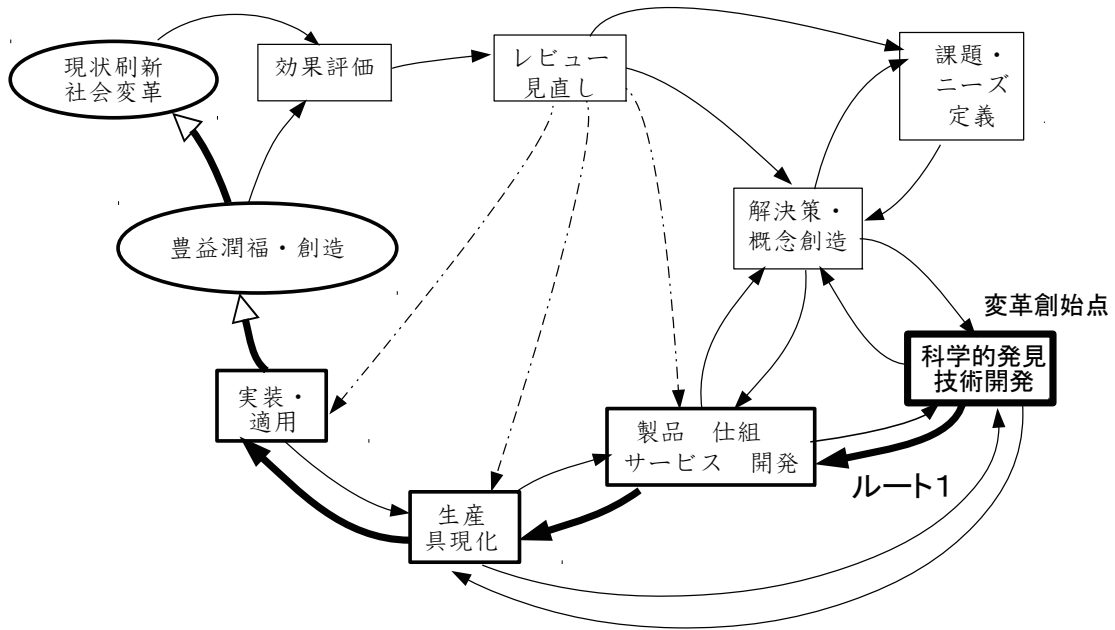 現状刷新
社会変革
効果評価
レビュー
見直し
課題・
ニーズ
定義
解決策・
概念創造
豊益潤福・創造
変革創始点
科学的発見
技術開発
実装・
適用
製品 仕組
サービス 開発
ルート1
生産
具現化